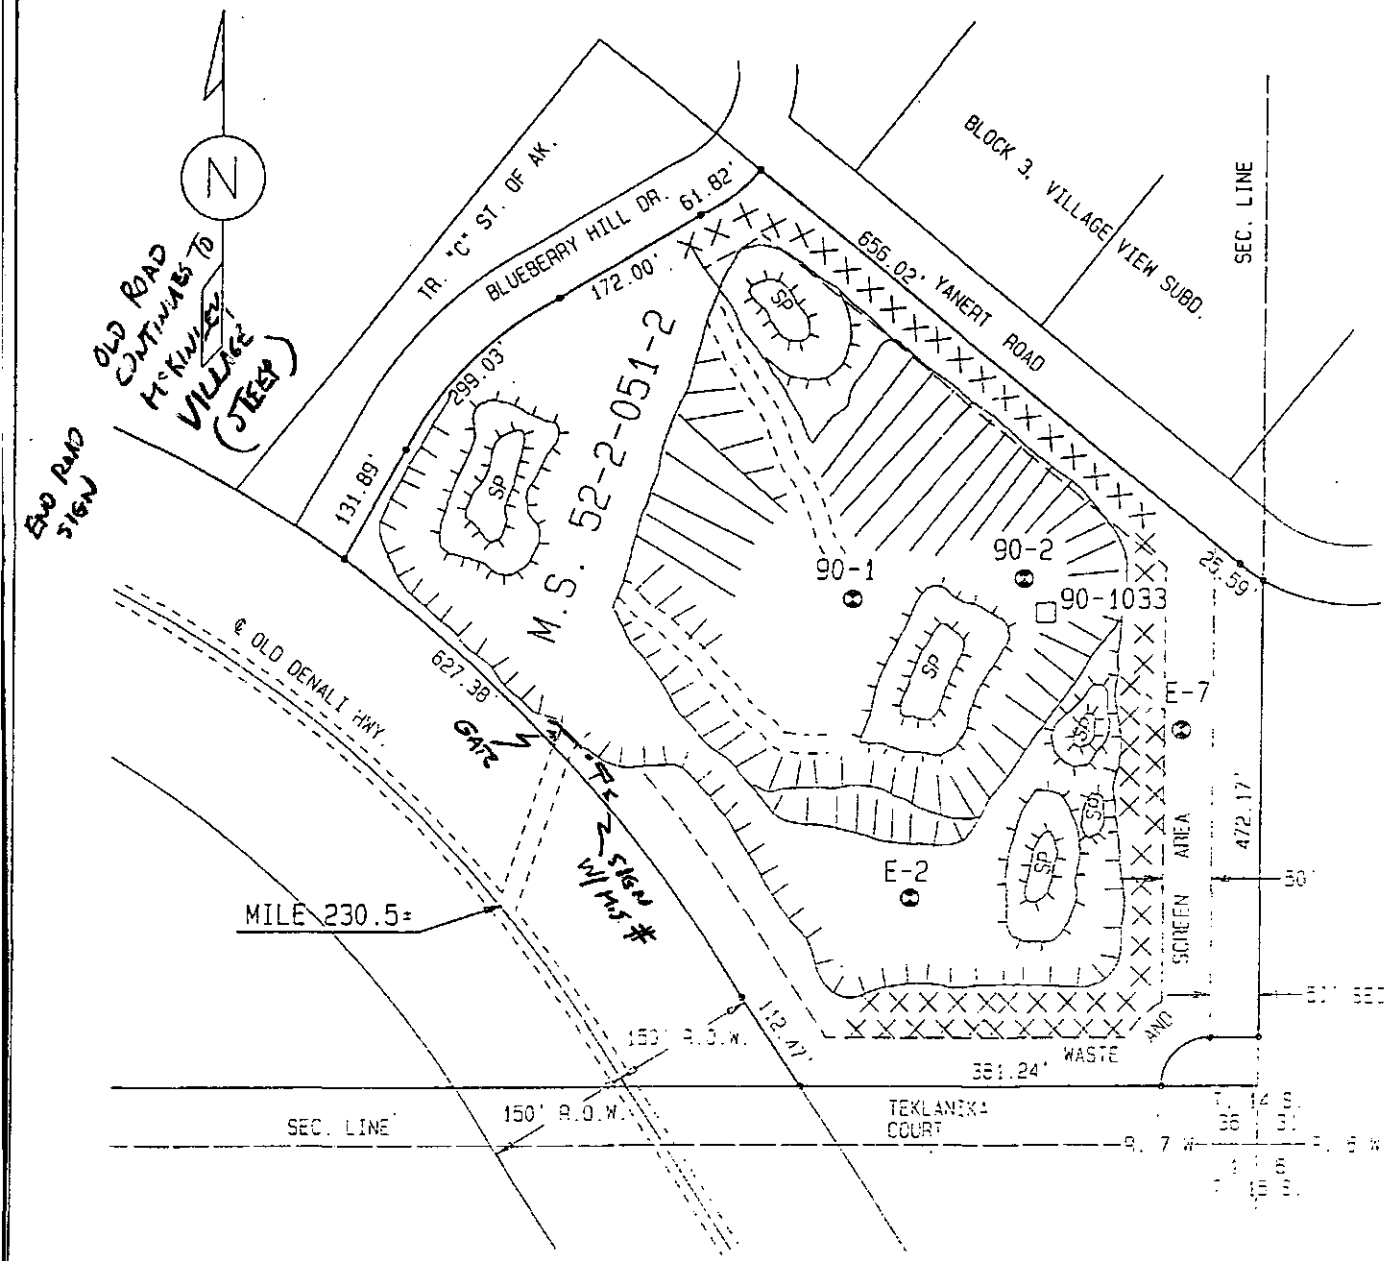 N
OLD ROAD
CONTINUES TO
McKINLEY
VILLAGE
(STEEP)
END ROAD
SIGN
TR. "C" ST. OF AK.
BLUEBERRY HILL DR.
61.82'
172.00'
299.03'
131.89'
BLOCK 3, VILLAGE VIEW SUBD.
SEC. LINE
656.02' YANERT ROAD
25.59'
SP
SP
M.S. 52-2-051-2
90-1
90-2
90-1033
SP
E-7
SP
SP
SP
E-2
℄ OLD DENALI HWY.
627.38'
GATE
SIGN
W/ M.S. #
MILE 230.5±
472.17'
SCREEN AREA
AND
WASTE
112.47'
150' R.O.W.
150' R.O.W.
381.24'
TEKLANIKA
COURT
SEC. LINE
R. 7 W